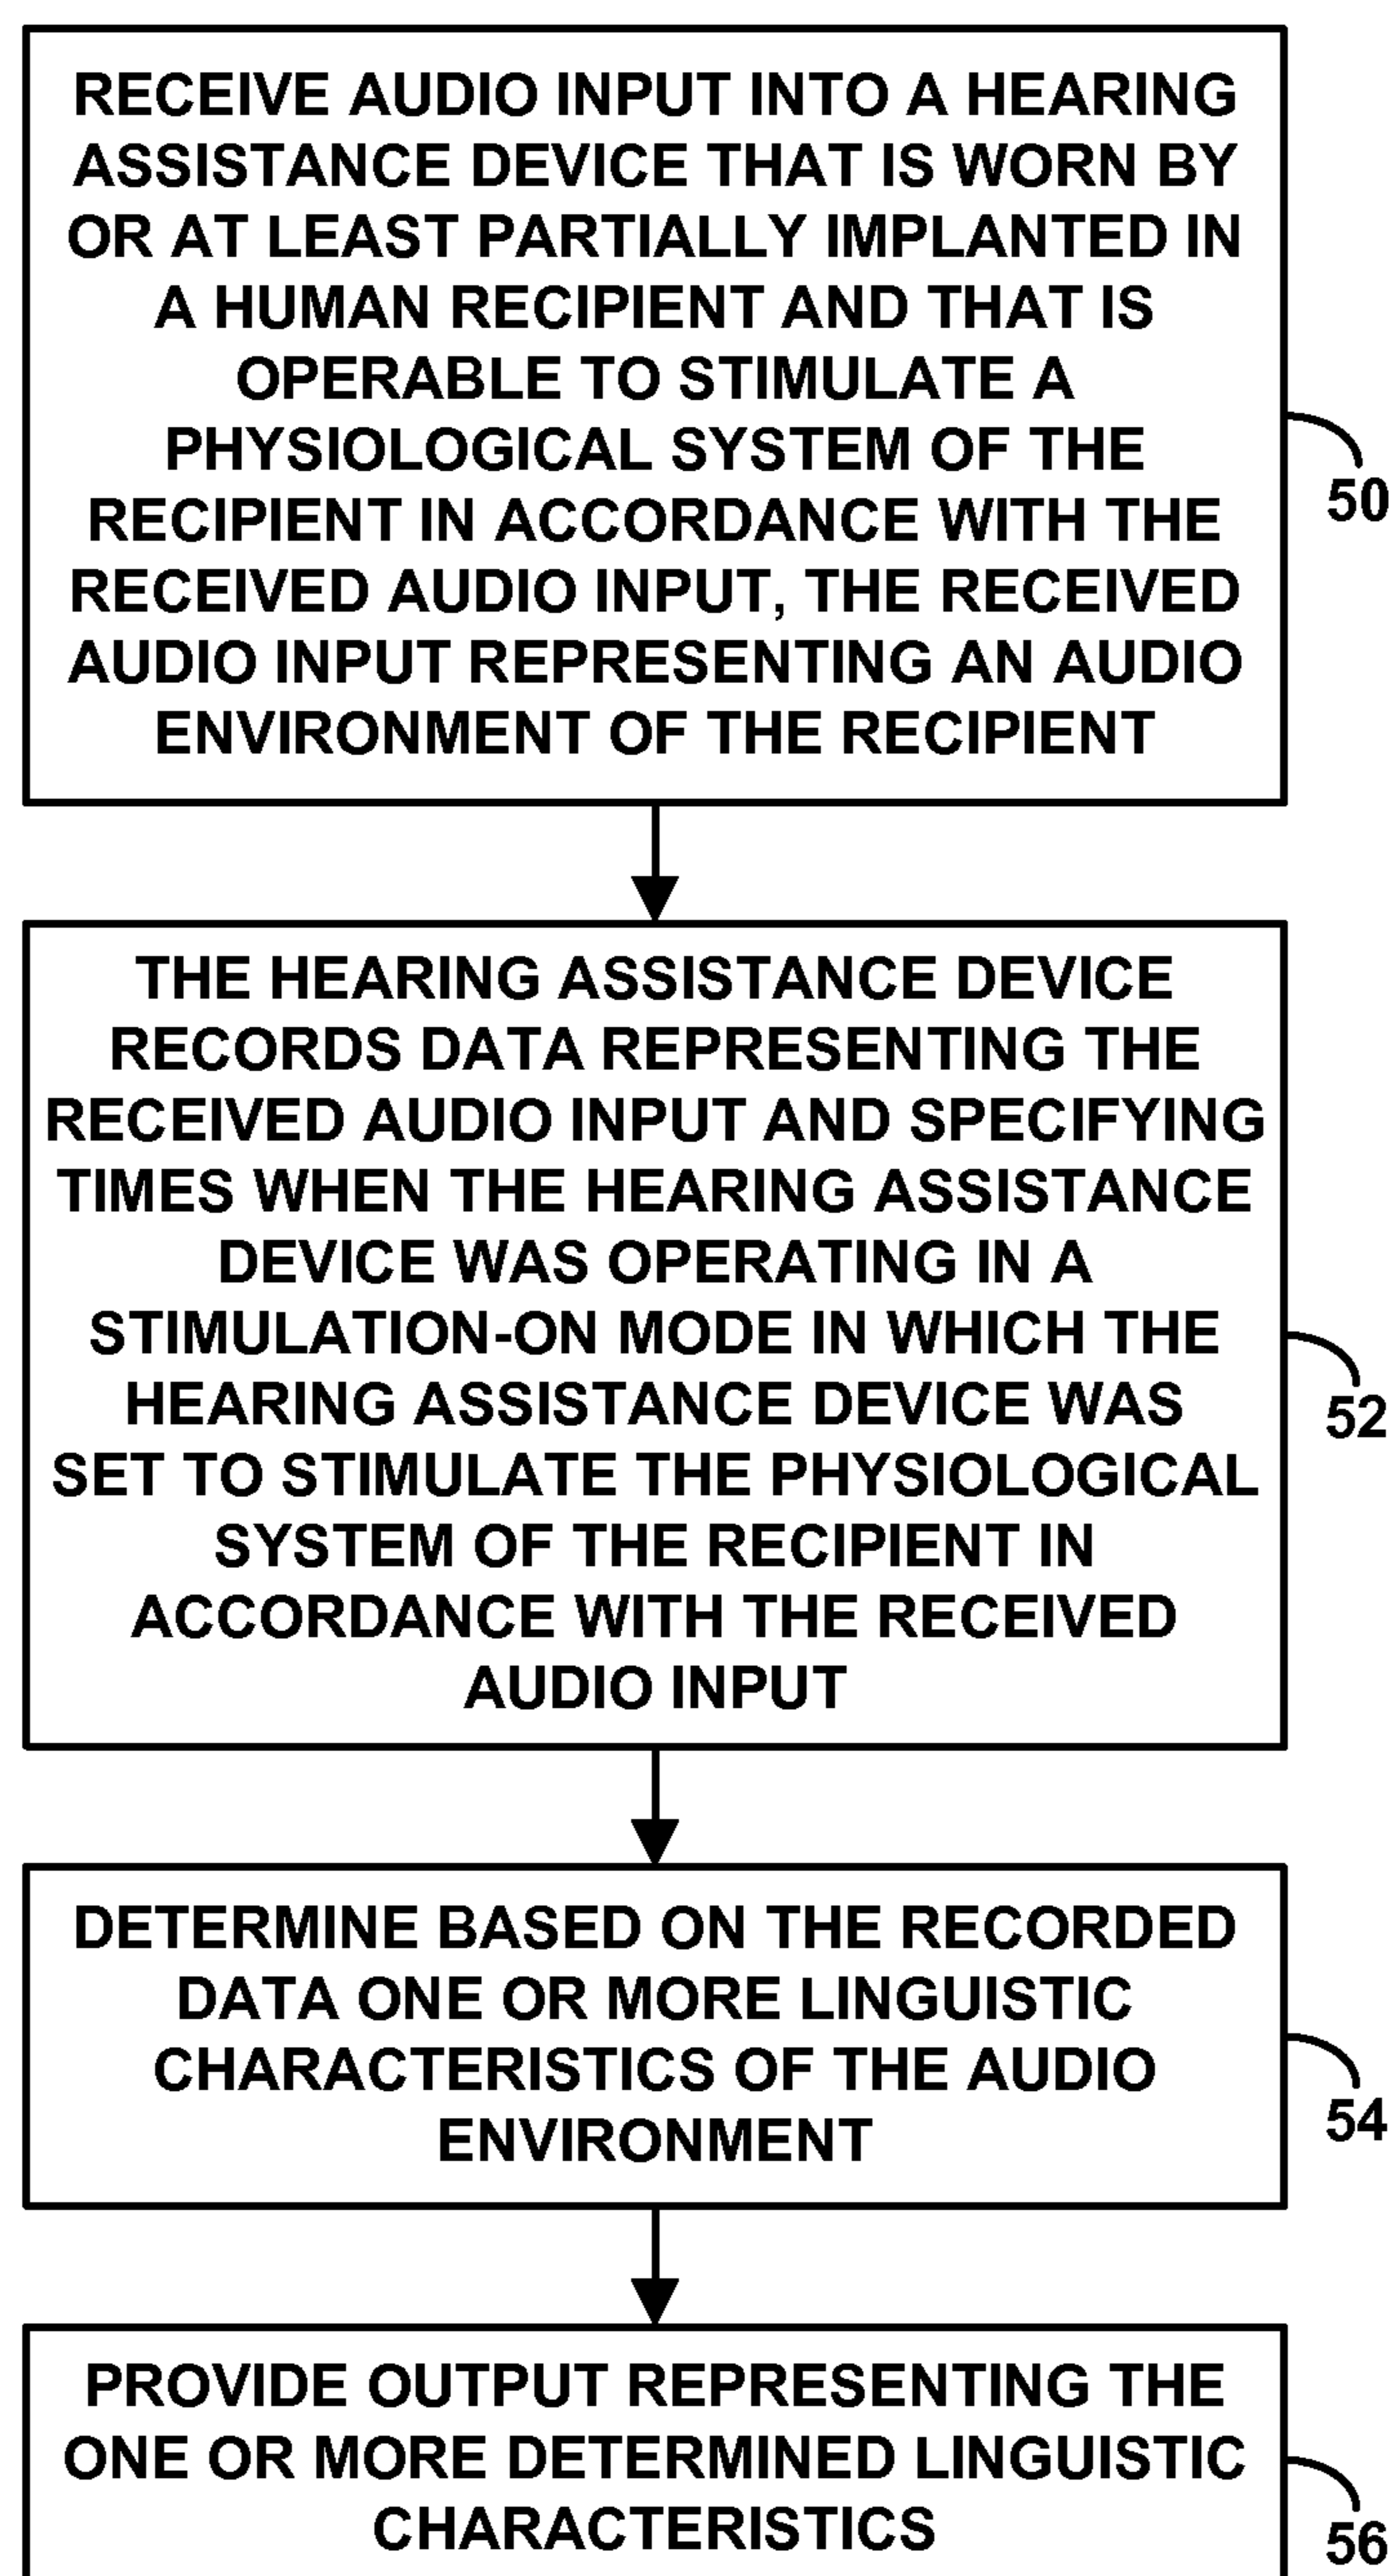 RECEIVE AUDIO INPUT INTO A HEARING
ASSISTANCE DEVICE THAT IS WORN BY
OR AT LEAST PARTIALLY IMPLANTED IN
A HUMAN RECIPIENT AND THAT IS
OPERABLE TO STIMULATE A
PHYSIOLOGICAL SYSTEM OF THE
RECIPIENT IN ACCORDANCE WITH THE
RECEIVED AUDIO INPUT, THE RECEIVED
AUDIO INPUT REPRESENTING AN AUDIO
ENVIRONMENT OF THE RECIPIENT
50
THE HEARING ASSISTANCE DEVICE
RECORDS DATA REPRESENTING THE
RECEIVED AUDIO INPUT AND SPECIFYING
TIMES WHEN THE HEARING ASSISTANCE
DEVICE WAS OPERATING IN A
STIMULATION-ON MODE IN WHICH THE
HEARING ASSISTANCE DEVICE WAS
SET TO STIMULATE THE PHYSIOLOGICAL
SYSTEM OF THE RECIPIENT IN
ACCORDANCE WITH THE RECEIVED
AUDIO INPUT
52
DETERMINE BASED ON THE RECORDED
DATA ONE OR MORE LINGUISTIC
CHARACTERISTICS OF THE AUDIO
ENVIRONMENT
54
PROVIDE OUTPUT REPRESENTING THE
ONE OR MORE DETERMINED LINGUISTIC
CHARACTERISTICS
56